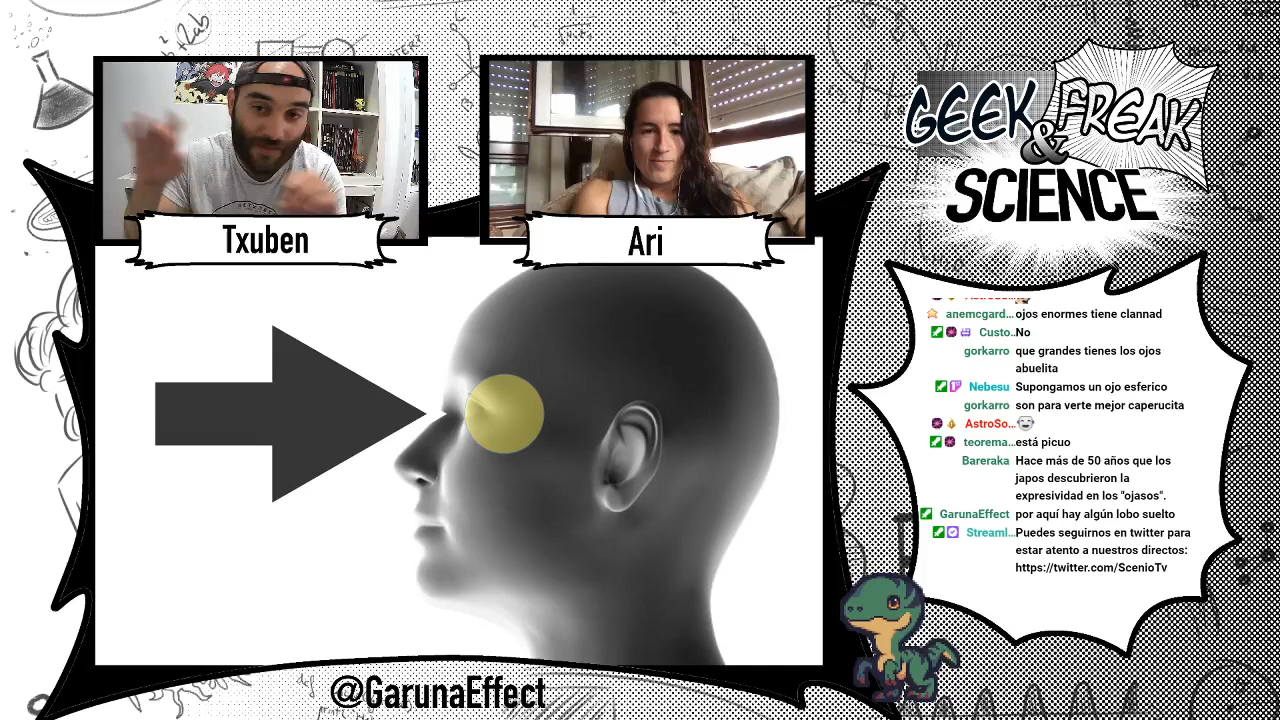 Txuben
Ari
GEEK
&
FREAK
SCIENCE
anemcgard... ojos enormes tiene clannad
Custo.. No
gorkarro que grandes tienes los ojos
abuelita
Nebesu Supongamos un ojo esferico
gorkarro son para verte mejor caperucita
AstroSo...
teorema... está picuo
Bareraka Hace más de 50 años que los
japos descubrieron la
expresividad en los "ojasos".
GarunaEffect por aquí hay algún lobo suelto
Streaml... Puedes seguirnos en twitter para
estar atento a nuestros directos:
https://twitter.com/ScenioTv
@GarunaEffect